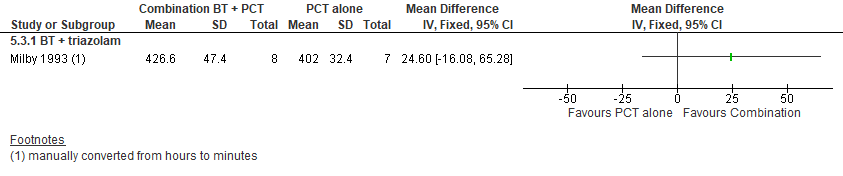 Combination BT + PCT PCT alone Mean Difference Mean Difference
Study or Subgroup Mean SD Total Mean SD Total IV, Fixed, 95% CI IV, Fixed, 95% CI
5.3.1 BT + triazolam
Milby 1993 (1) 426.6 47.4 8 402 32.4 7 24.60 [-16.08, 65.28]
-50 -25 0 25 50
Favours PCT alone Favours Combination
Footnotes
(1) manually converted from hours to minutes